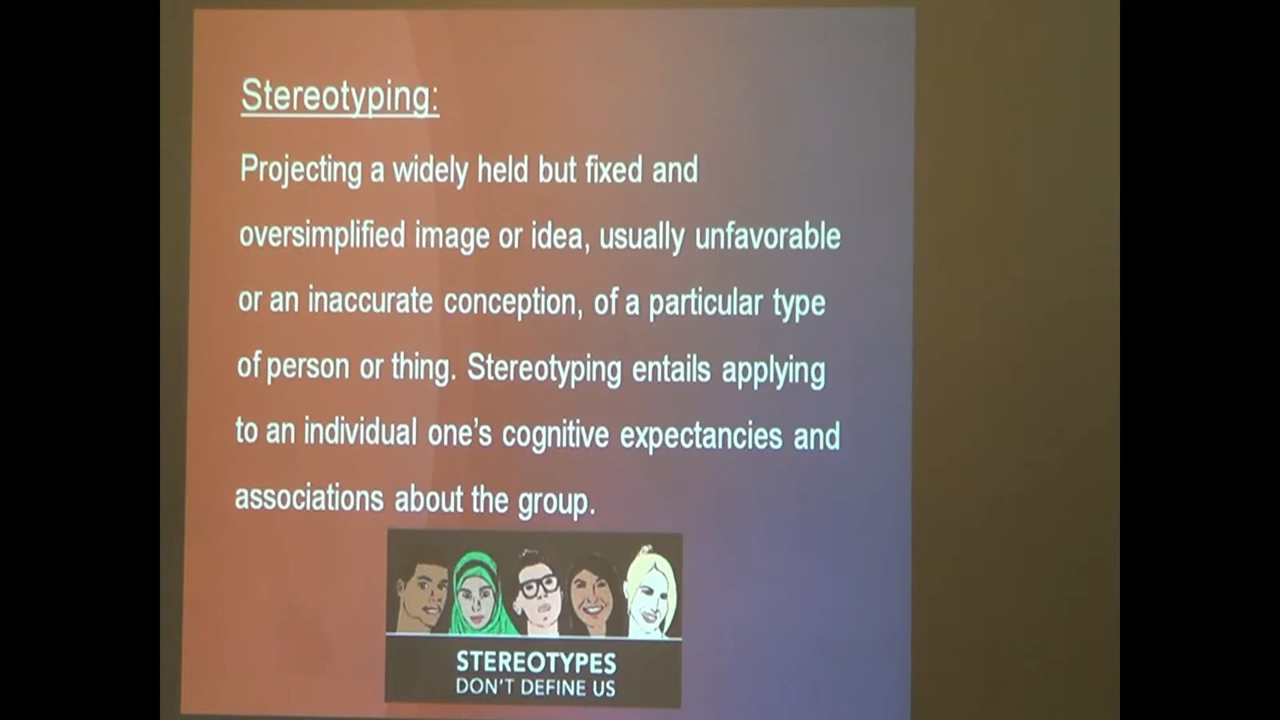 Stereotyping:
Projecting a widely held but fixed and
oversimplified image or idea, usually unfavorable
or an inaccurate conception, of a particular type
of person or thing. Stereotyping entails applying
to an individual one’s cognitive expectancies and
associations about the group.
STEREOTYPES
DON'T DEFINE US